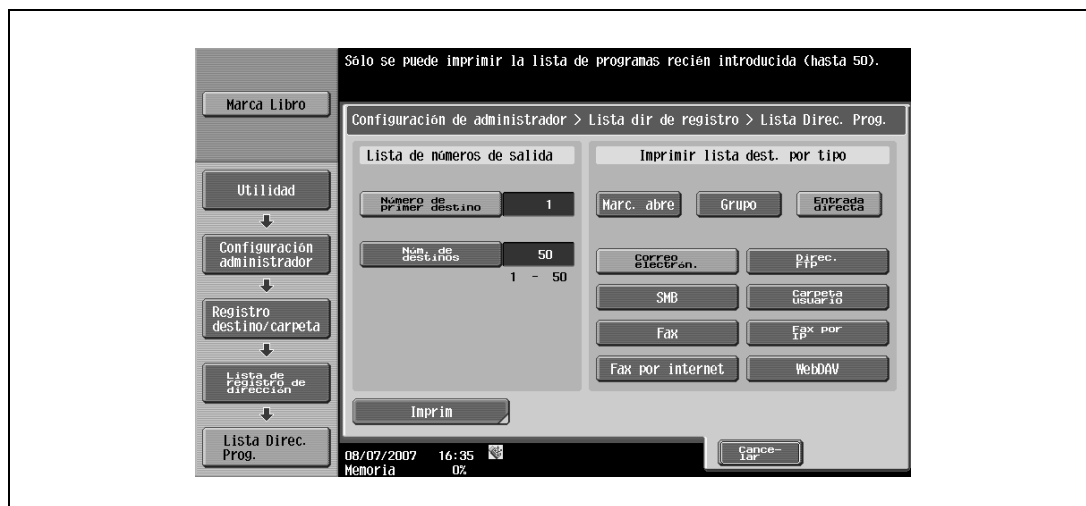 Sólo se puede imprimir la lista de programas recién introducida (hasta 50).
Marca Libro
Configuración de administrador > Lista dir de registro > Lista Direc. Prog.
Lista de números de salida
Imprimir lista dest. por tipo
Utilidad
Número de
primer destino
1
Marc. abre
Grupo
Entrada
directa
Configuración
administrador
Núm. de
destinos
50
1 - 50
Correo
electrón.
Direc.
FTP
SMB
Carpeta
usuario
Registro
destino/carpeta
Fax
Fax por
IP
Fax por internet
WebDAV
Lista de
registro de
dirección
Imprim
Lista Direc.
Prog.
08/07/2007 16:35
Memoria 0%
Cance-
lar